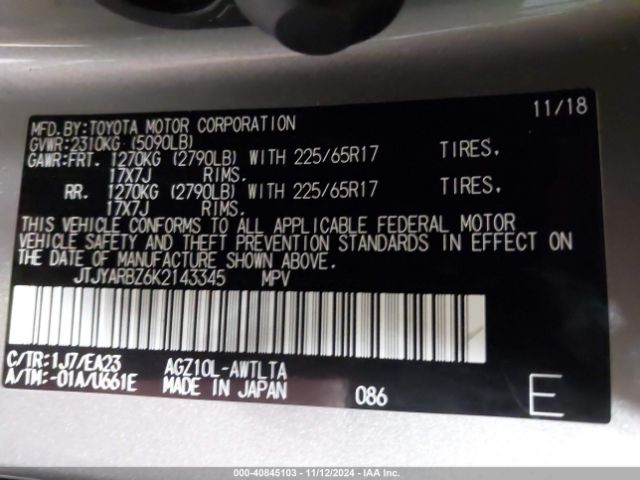 11/18
MFD.BY:TOYOTA MOTOR CORPORATION
GVWR:2310KG (5090LB)
GAWR:FRT. 1270KG (2790LB) WITH 225/65R17 TIRES,
17X7J RIMS.
RR. 1270KG (2790LB) WITH 225/65R17 TIRES,
17X7J RIMS.
THIS VEHICLE CONFORMS TO ALL APPLICABLE FEDERAL MOTOR
VEHICLE SAFETY AND THEFT PREVENTION STANDARDS IN EFFECT ON
THE DATE OF MANUFACTURE SHOWN ABOVE.
JTJYARBZ6K2143345 MPV
C/TR:1J7/EA23 AGZ10L-AWTLTA
A/TM:-01A/U661E MADE IN JAPAN 086 E
000-40845103 - 11/12/2024 - IAA Inc.